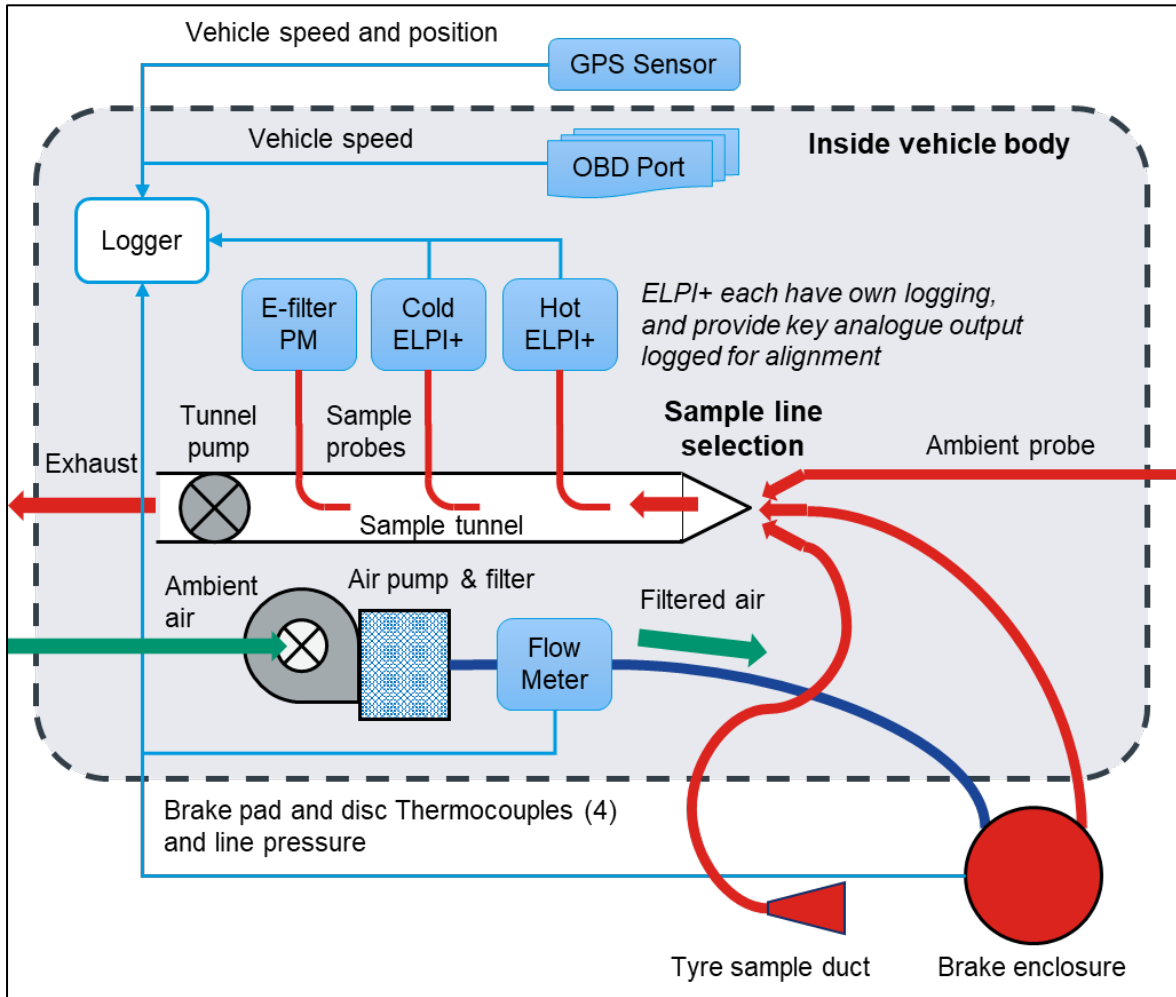 Vehicle speed and position
GPS Sensor
Vehicle speed
OBD Port
Inside vehicle body
Logger
E-filter
PM
Cold
ELPI+
Hot
ELPI+
ELPI+ each have own logging,
and provide key analogue output
logged for alignment
Tunnel
pump
Sample
probes
Sample line
selection
Exhaust
Ambient probe
Sample tunnel
Ambient
air
Air pump & filter
Filtered air
Flow
Meter
Brake pad and disc Thermocouples (4)
and line pressure
Tyre sample duct
Brake enclosure